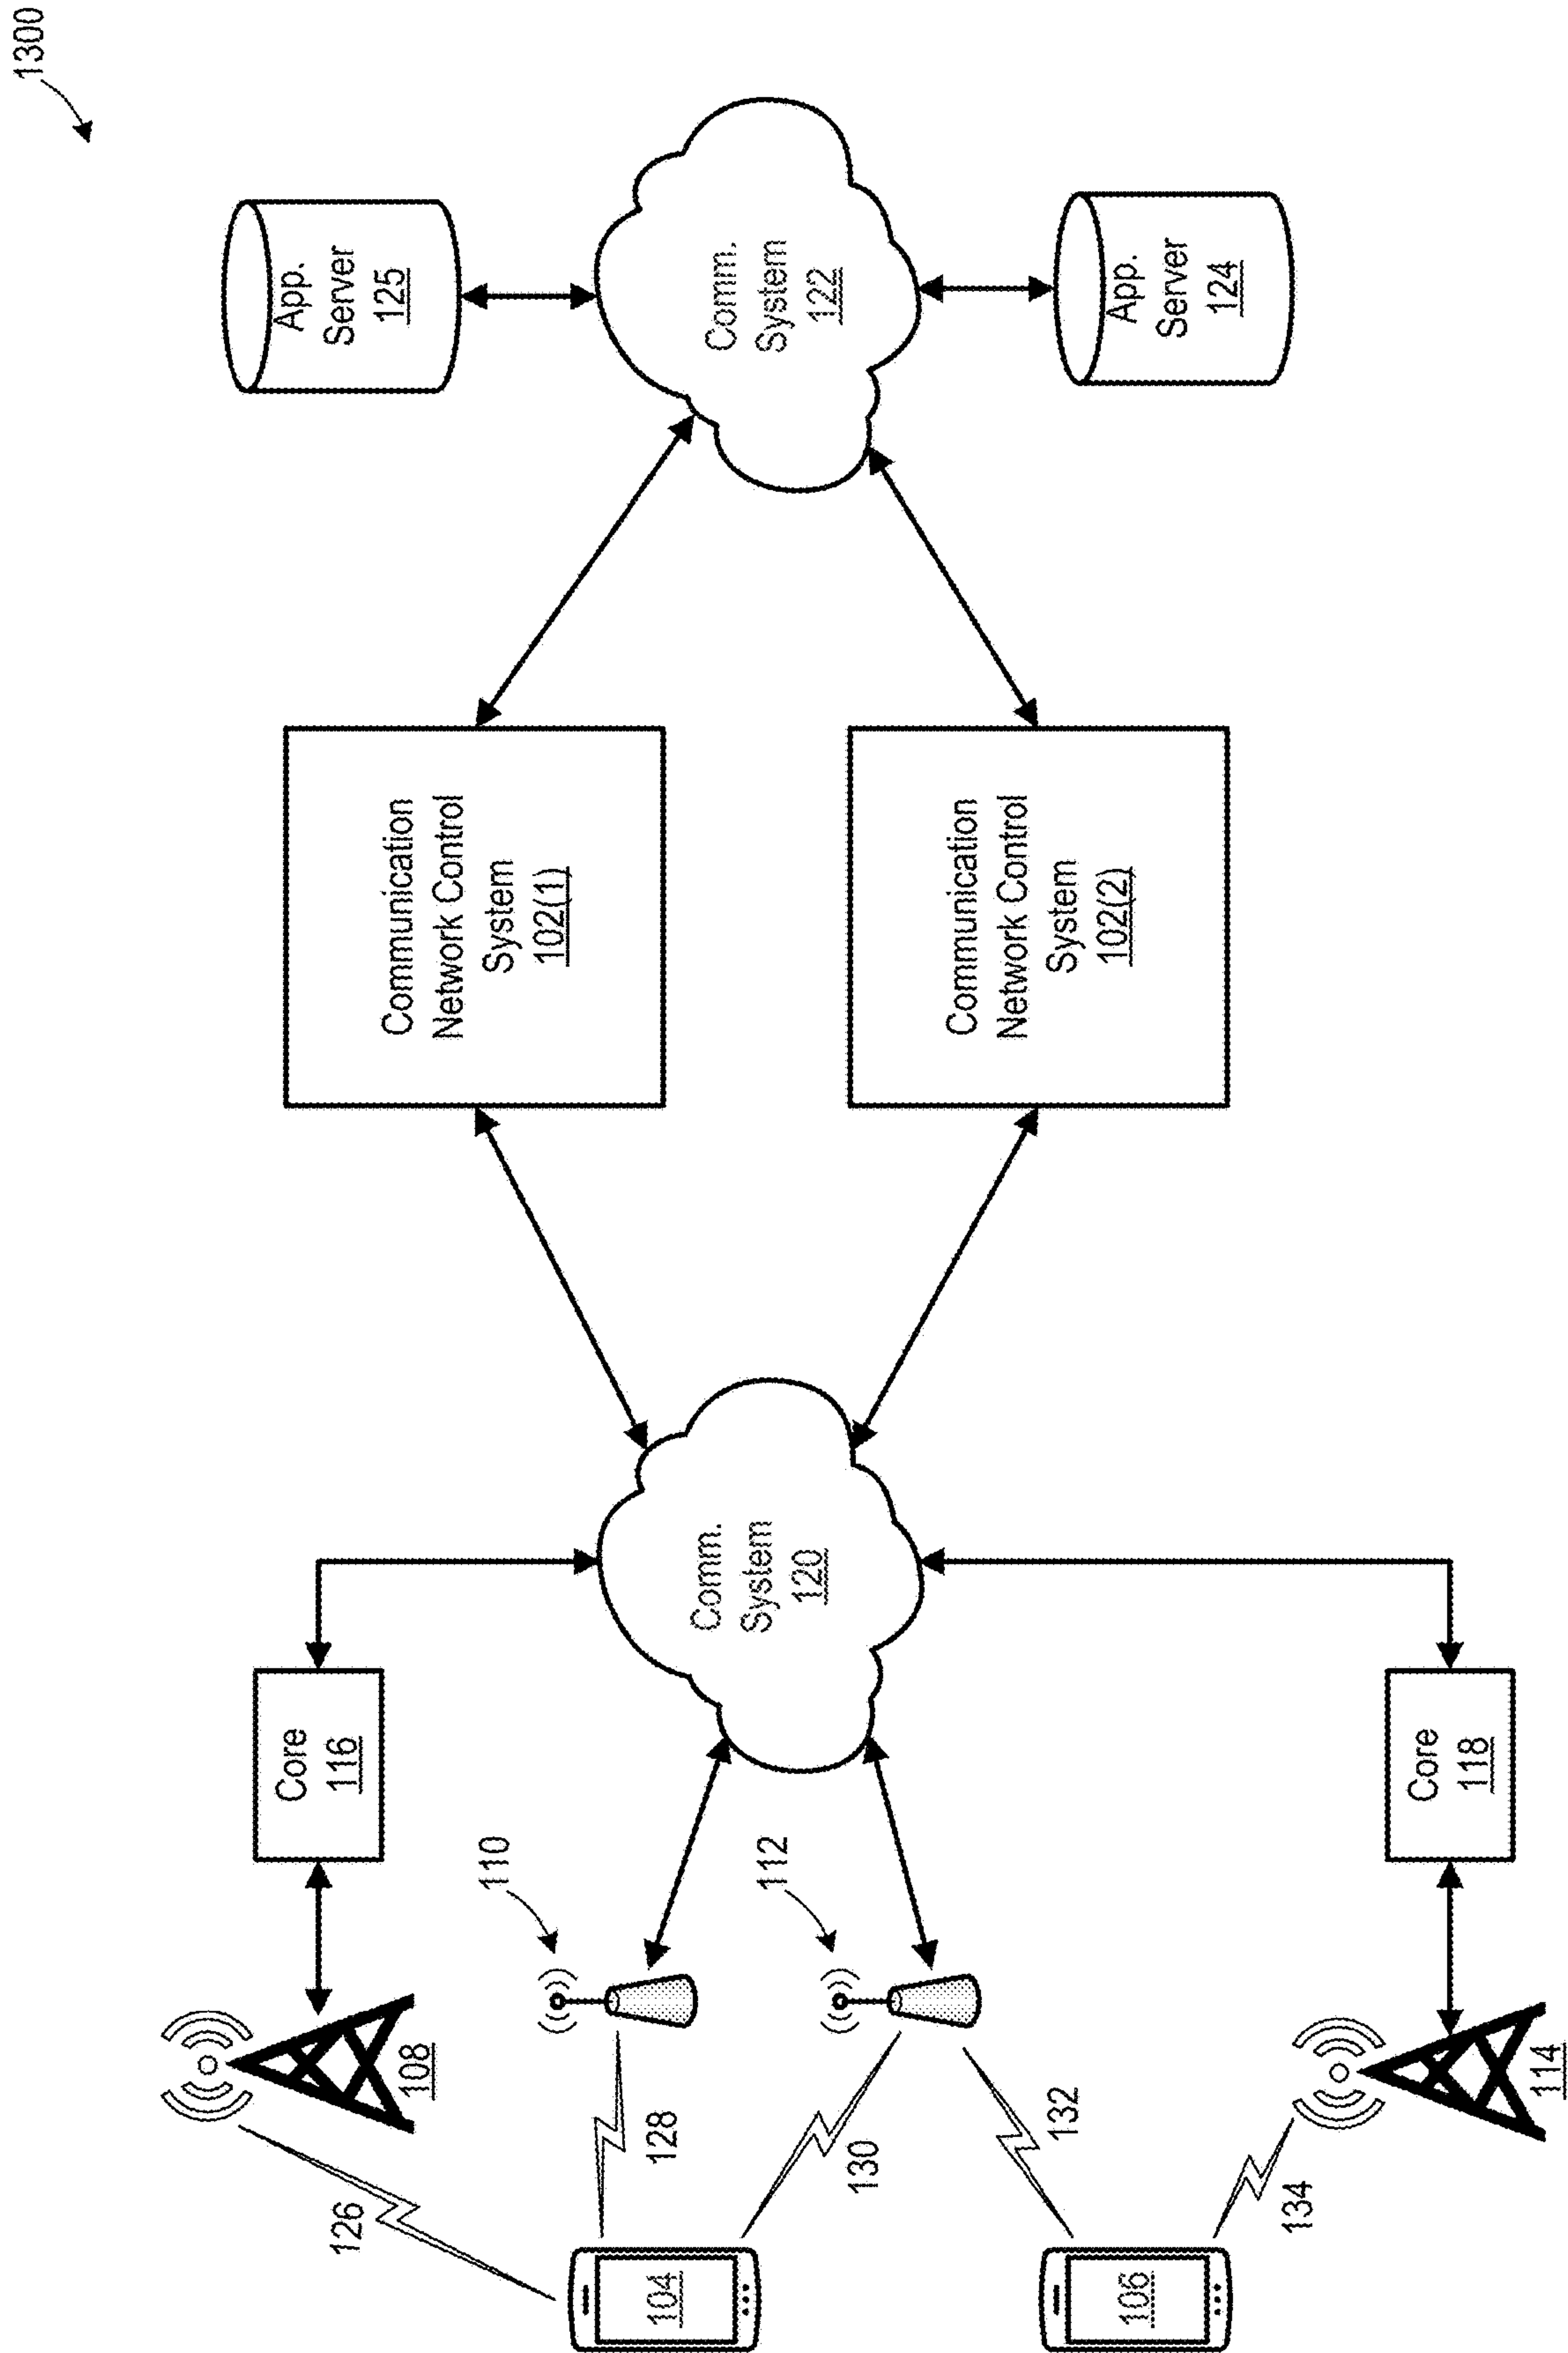 1300
126
108
Core
116
App.
Server
125
110
128
104
Communication
Network Control
System
102(1)
Comm.
System
120
Comm.
System
122
112
130
Communication
Network Control
System
102(2)
132
106
134
114
Core
118
App.
Server
124